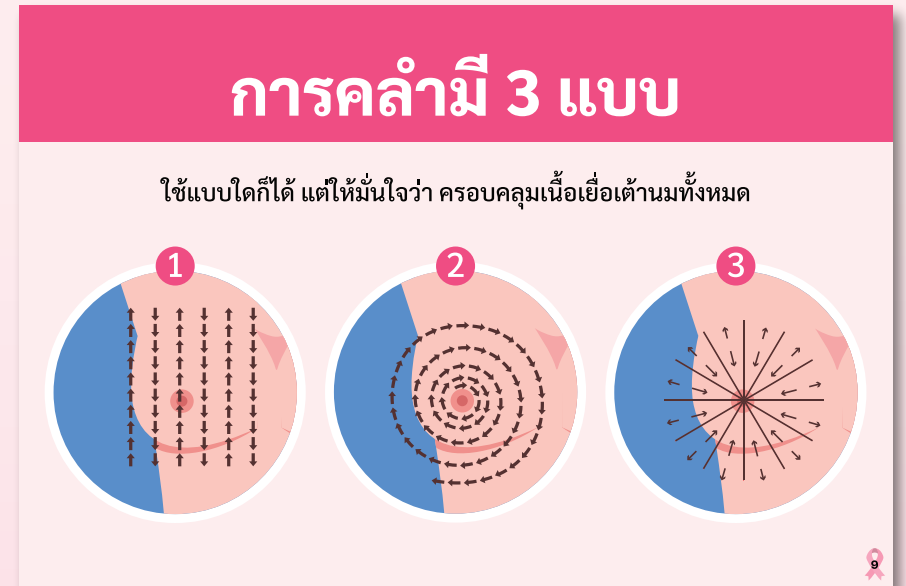 การคลำมี 3 แบบ
ใช้แบบใดก็ได้ แต่ให้มั่นใจว่า ครอบคลุมเนื้อเยื่อเต้านมทั้งหมด
1
2
3
9